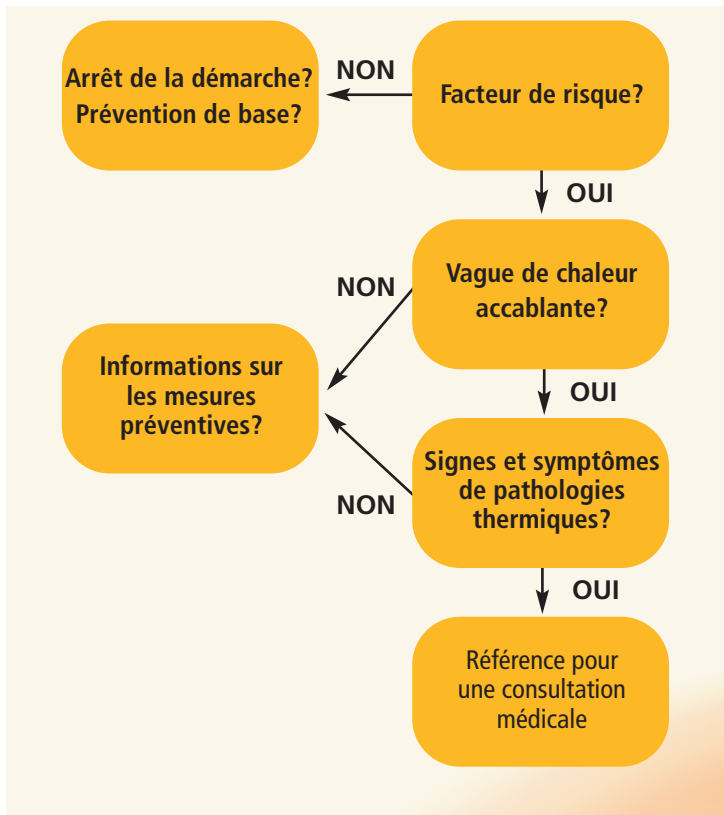 Arrêt de la démarche?
Prévention de base?
NON
Facteur de risque?
OUI
Vague de chaleur
accablante?
NON
Informations sur
les mesures
préventives?
OUI
Signes et symptômes
de pathologies
thermiques?
NON
OUI
Référence pour
une consultation
médicale